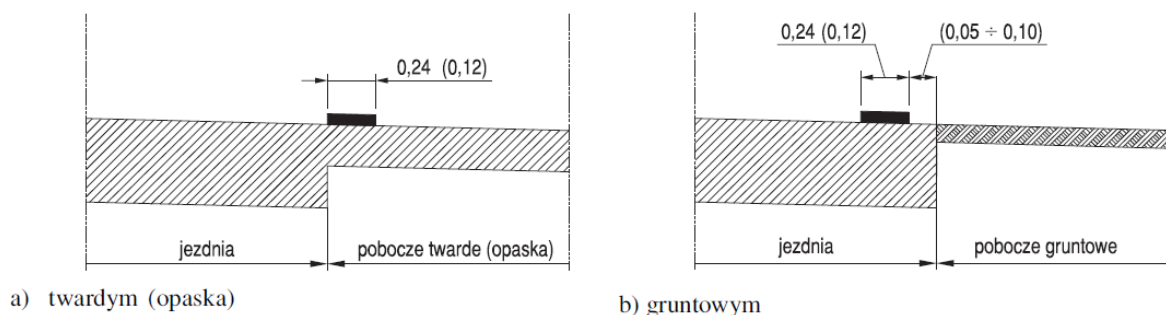 0,24 (0,12)
jezdnia
pobocze twarde (opaska)
a) twardym (opaska)
0,24 (0,12)
(0,05 ÷ 0,10)
jezdnia
pobocze gruntowe
b) gruntowym